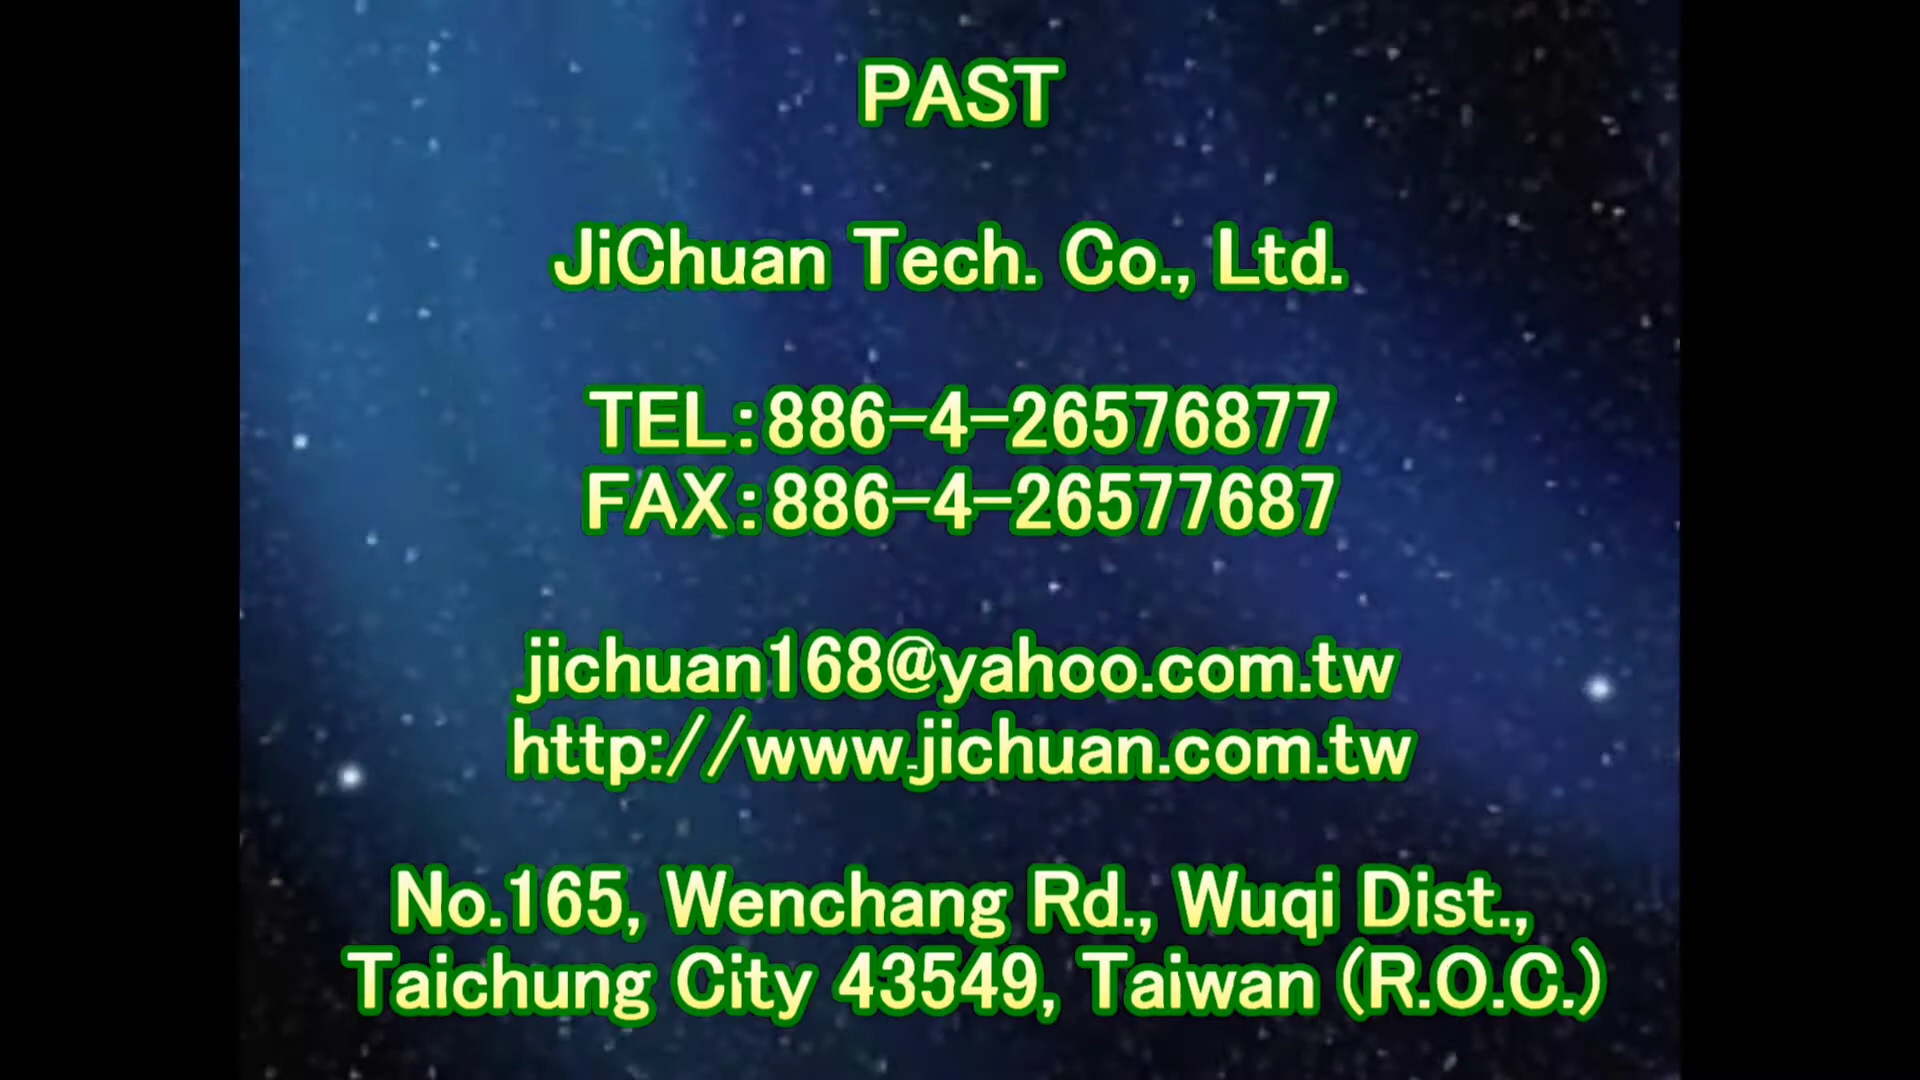 PAST
JiChuan Tech. Co., Ltd.
TEL:886-4-26576877
FAX:886-4-26577687
jichuan168@yahoo.com.tw
http://www.jichuan.com.tw
No.165, Wenchang Rd., Wuqi Dist.,
Taichung City 43549, Taiwan (R.O.C.)